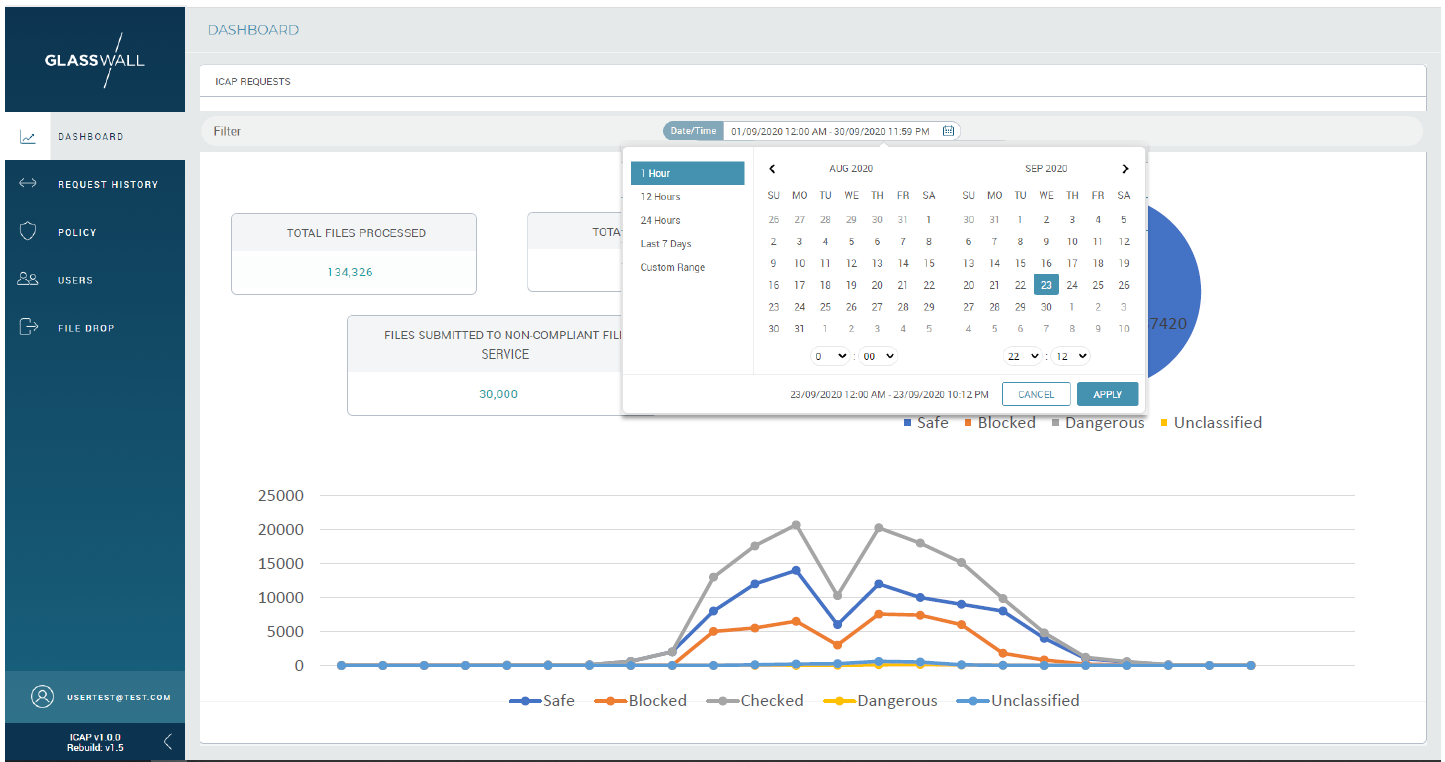 GLASSWALL
DASHBOARD
REQUEST HISTORY
POLICY
USERS
FILE DROP
USERTEST@TEST.COM
ICAP v1.0.0
Rebuild: v1.5
DASHBOARD
ICAP REQUESTS
Filter
Date/Time 01/09/2020 12:00 AM - 30/09/2020 11:59 PM
1 Hour
12 Hours
24 Hours
Last 7 Days
Custom Range
AUG 2020
SU MO TU WE TH FR SA
26 27 28 29 30 31 1
2 3 4 5 6 7 8
9 10 11 12 13 14 15
16 17 18 19 20 21 22
23 24 25 26 27 28 29
30 31 1 2 3 4 5
0 : 00
SEP 2020
SU MO TU WE TH FR SA
30 31 1 2 3 4 5
6 7 8 9 10 11 12
13 14 15 16 17 18 19
20 21 22 23 24 25 26
27 28 29 30 1 2 3
4 5 6 7 8 9 10
22 : 12
23/09/2020 12:00 AM - 23/09/2020 10:12 PM CANCEL APPLY
TOTAL FILES PROCESSED
134,326
FILES SUBMITTED TO NON-COMPLIANT
SERVICE
30,000
7420
Safe Blocked Dangerous Unclassified
25000
20000
15000
10000
5000
0
Safe Blocked Checked Dangerous Unclassified